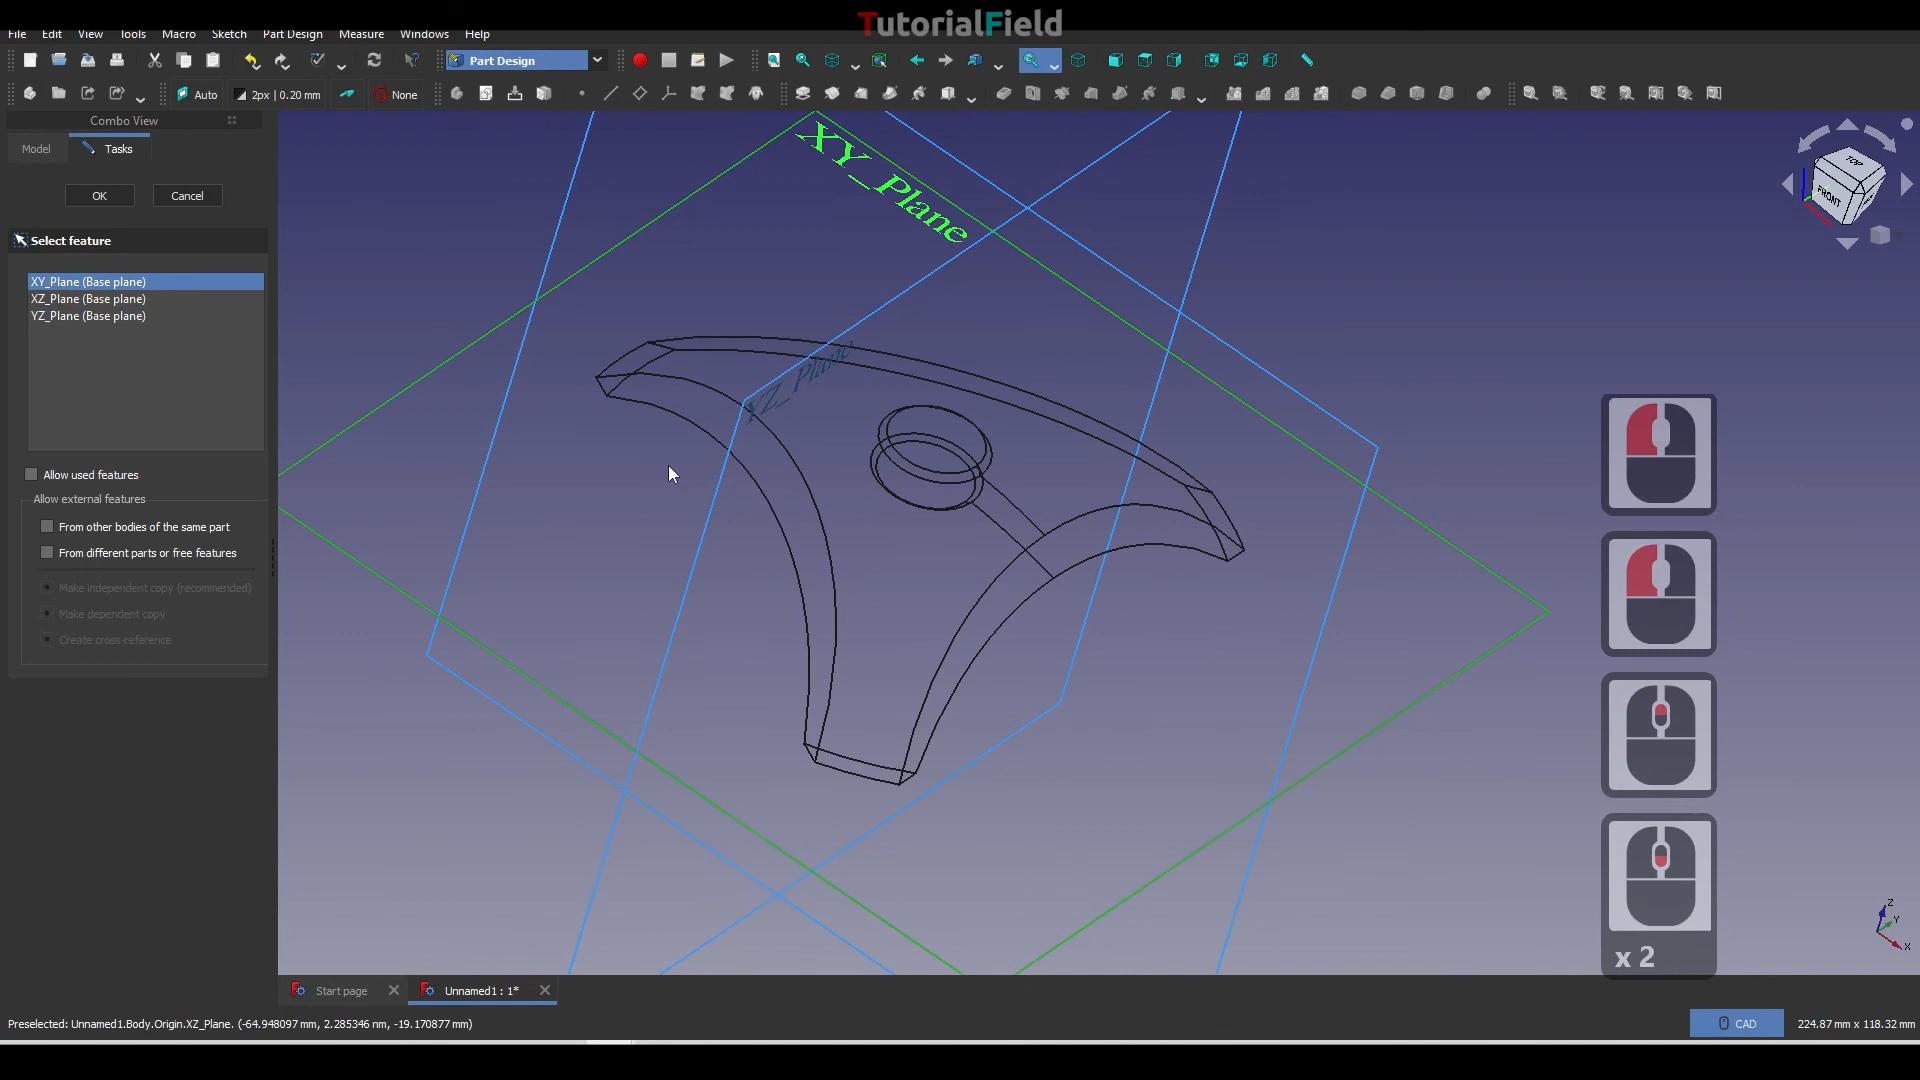 TutorialField
File Edit View Tools Macro Sketch Part Design Measure Windows Help
Part Design
Auto 2px | 0.20 mm None
Combo View
Model Tasks
OK Cancel
Select feature
XY_Plane (Base plane)
XZ_Plane (Base plane)
YZ_Plane (Base plane)
Allow used features
Allow external features
From other bodies of the same part
From different parts or free features
Make independent copy (recommended)
Make dependent copy
Create cross-reference
XY_Plane
YZ_Plane
TOP
FRONT
x 2
Z
Y
X
Start page Unnamed1 : 1*
Preselected: Unnamed1.Body.Origin.XZ_Plane. (-64.948097 mm, 2.285346 nm, -19.170877 mm)
CAD 224.87 mm x 118.32 mm